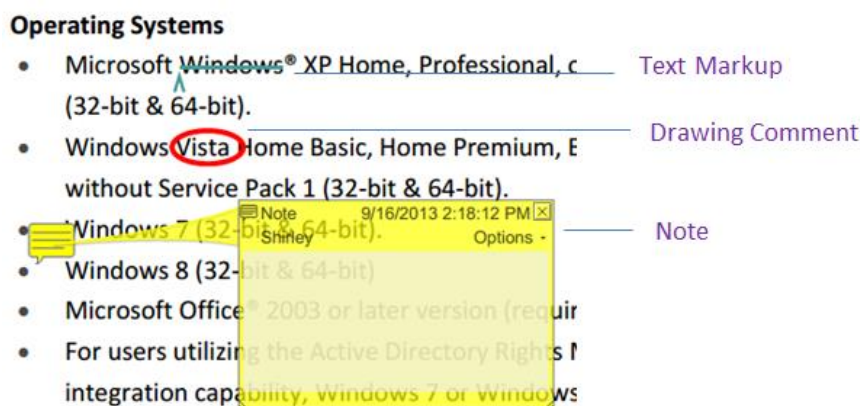 Operating Systems
• Microsoft Windows® XP Home, Professional, Text Markup
(32-bit & 64-bit).
Drawing Comment
• Windows Vista Home Basic, Home Premium,
without Service Pack 1 (32-bit & 64-bit).
Note 9/16/2013 2:18:12 PM
• Windows 7 (32-bit & 64-bit). Note
Shirley Options -
• Windows 8 (32-bit & 64-bit)
• Microsoft Office® 2003 or later version
• For users utilizing the Active Directory Rights
integration capability, Windows 7 or Windows